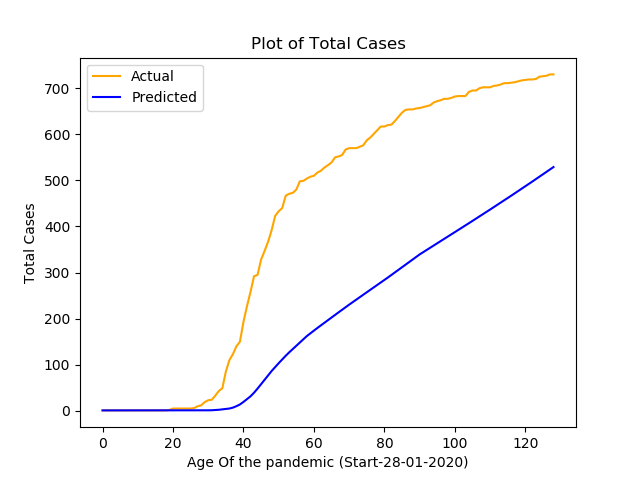 Plot of Total Cases
Actual
Predicted
700
600
500
400
300
200
100
0
Total Cases
0 20 40 60 80 100 120
Age Of the pandemic (Start-28-01-2020)